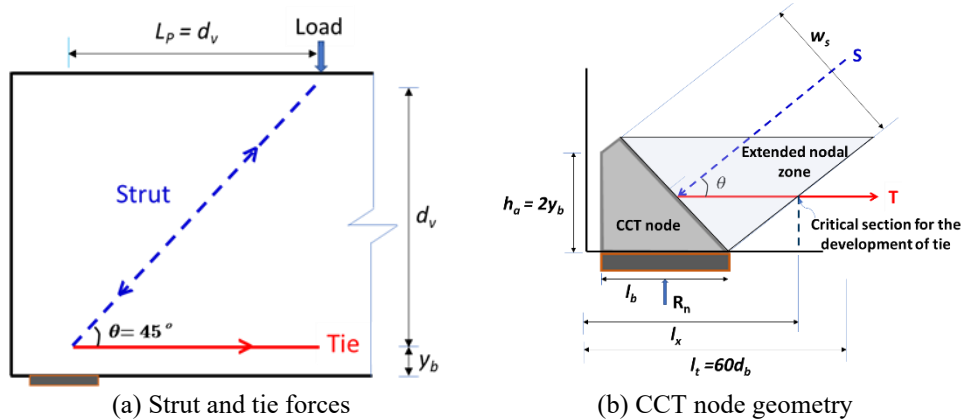 L_P = d_v
Load
Strut
d_v
θ = 45°
Tie
y_b
(a) Strut and tie forces
w_s
S
Extended nodal
zone
θ
h_a = 2y_b
T
CCT node
Critical section for the
development of tie
l_b
R_n
l_x
l_t =60d_b
(b) CCT node geometry